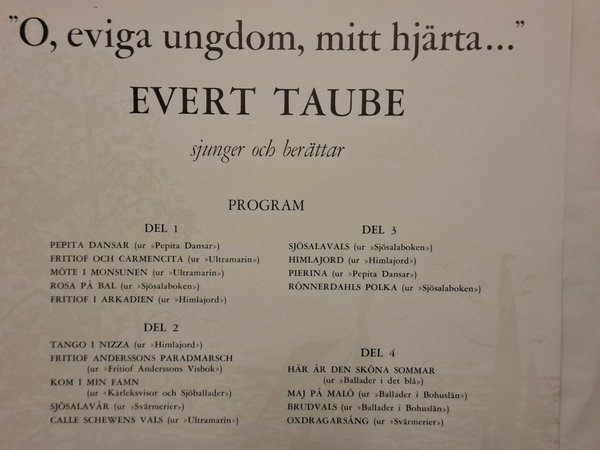 "O, eviga ungdom, mitt hjärta..."
EVERT TAUBE
sjunger och berättar
PROGRAM
DEL 1
PEPITA DANSAR (ur »Pepita Dansar»)
FRITIOF OCH CARMENCITA (ur »Ultramarin»)
MÖTE I MONSUNEN (ur »Ultramarin»)
ROSA PÅ BAL (ur »Sjösalaboken»)
FRITIOF I ARKADIEN (ur »Himlajord»)
DEL 2
TANGO I NIZZA (ur »Himlajord»)
FRITIOF ANDERSSONS PARADMARSCH
(ur »Fritiof Anderssons Visbok»)
KOM I MIN FAMN
(ur »Kärleksvisor och Sjöballader»)
SJÖSALAVÅR (ur »Svärmerier»)
CALLE SCHEWENS VALS (ur »Ultramarin»)
DEL 3
SJÖSALAVALS (ur »Sjösalaboken»)
HIMLAJORD (ur »Himlajord»)
PIERINA (ur »Pepita Dansar»)
RÖNNERDAHLS POLKA (ur »Sjösalaboken»)
DEL 4
HÄR ÄR DEN SKÖNA SOMMAR
(ur »Ballader i det blå»)
MAJ PÅ MALÖ (ur »Ballader i Bohuslän»)
BRUDVALS (ur »Ballader i Bohuslän»)
OXDRAGARSÅNG (ur »Svärmerier»)